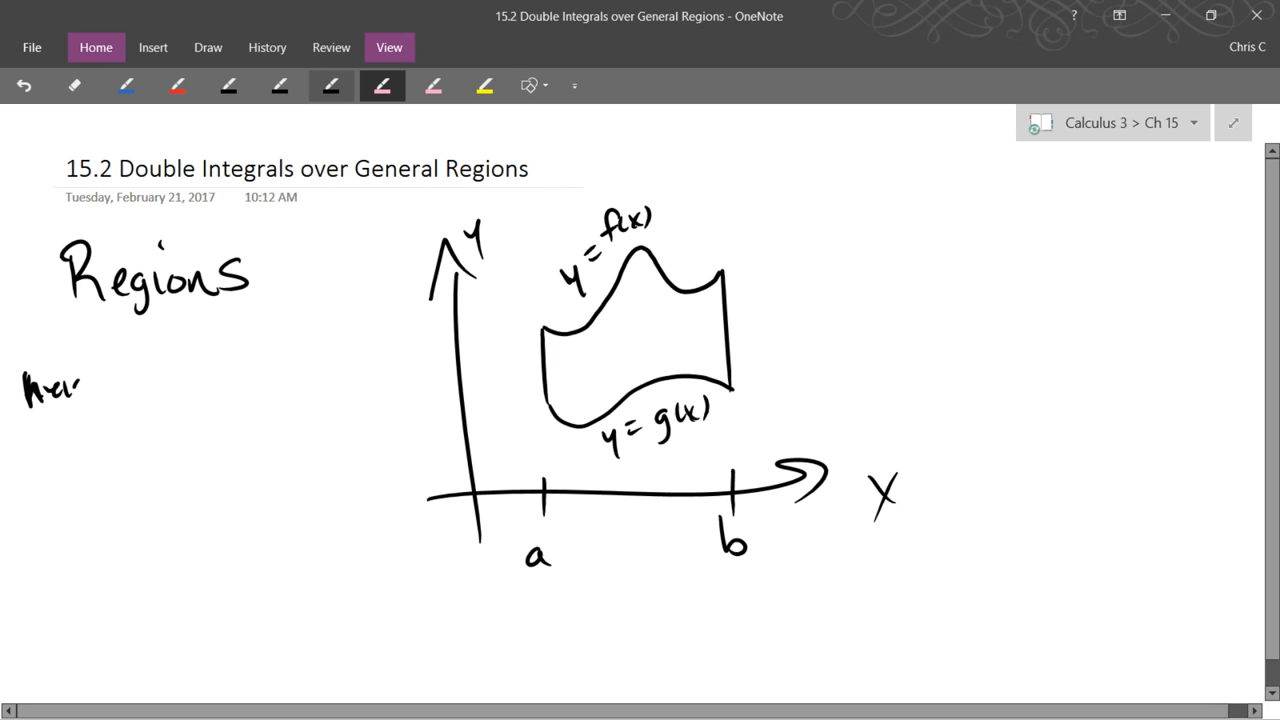 15.2 Double Integrals over General Regions - OneNote
?
File
Home
Insert
Draw
History
Review
View
Chris C
Calculus 3 > Ch 15
15.2 Double Integrals over General Regions
Tuesday, February 21, 2017 10:12 AM
Regions
y
y = f(x)
y = g(x)
x
a
b